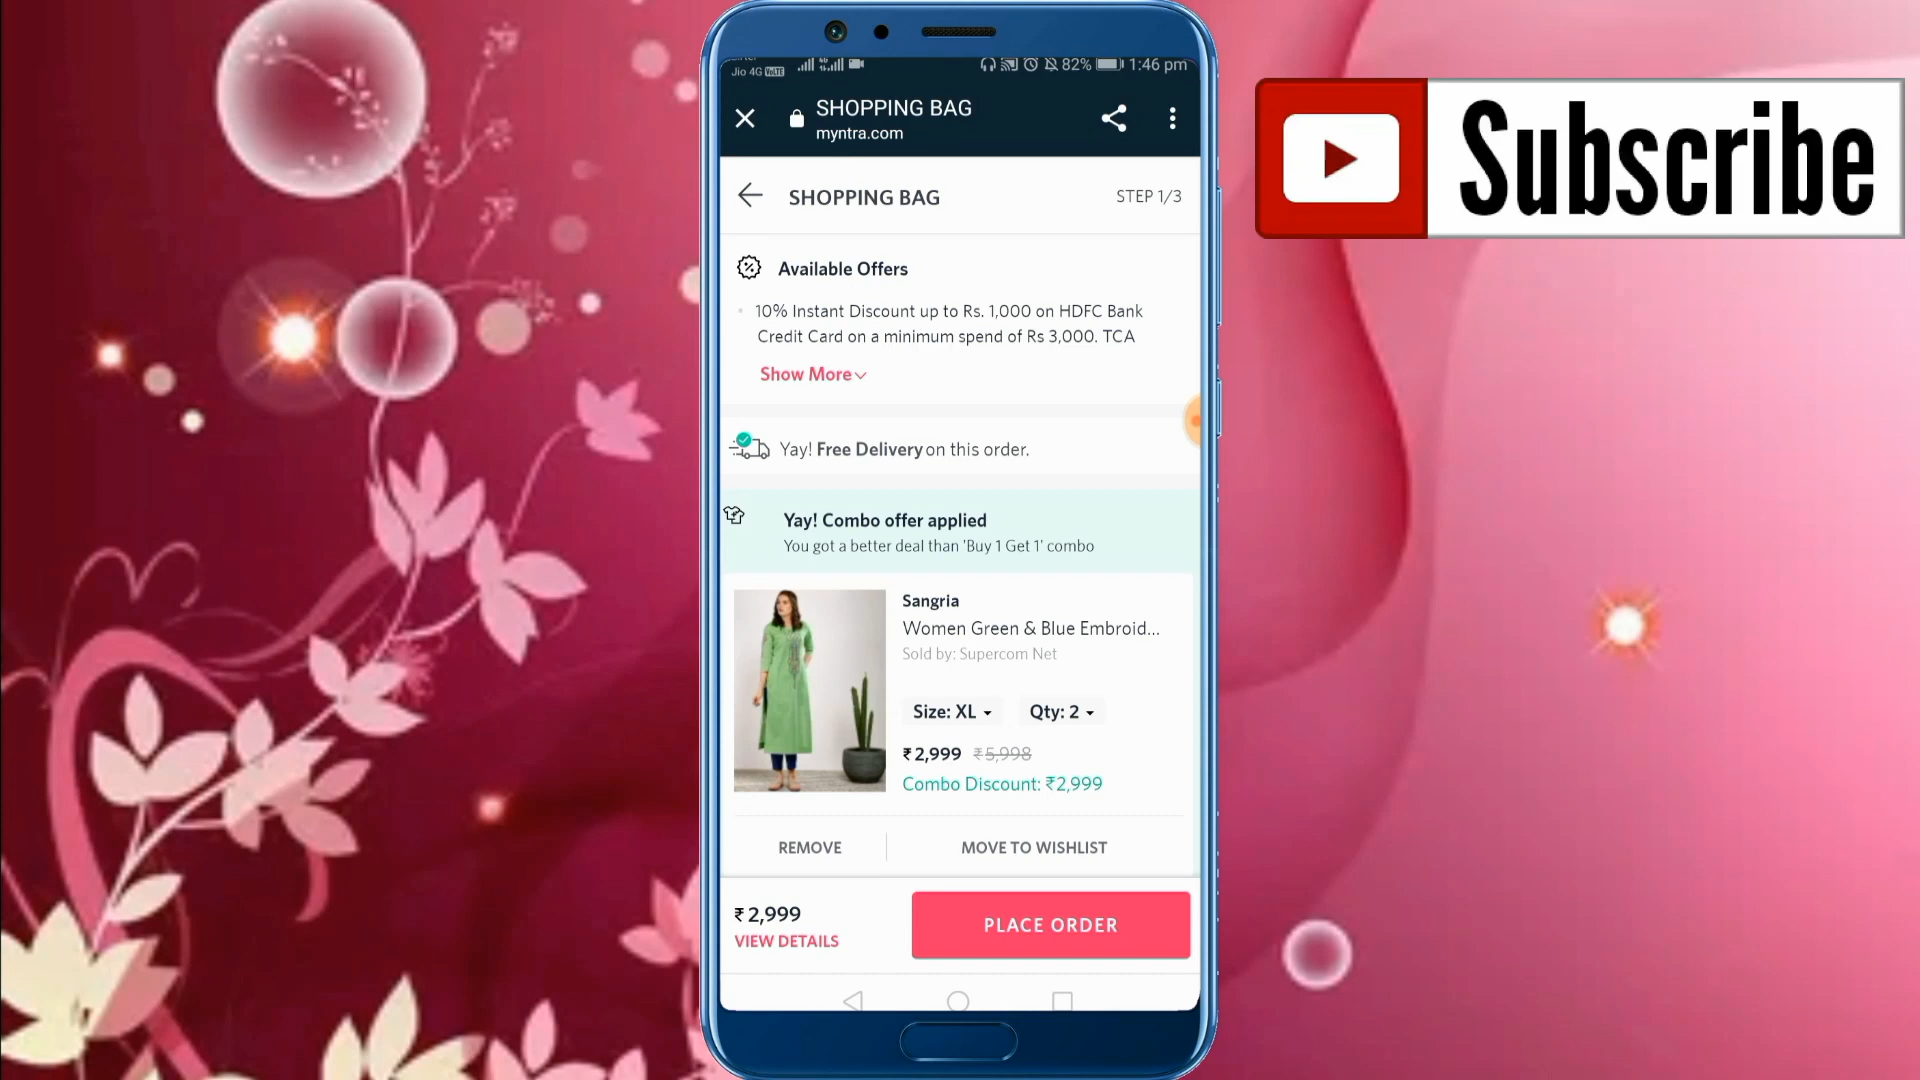 Jio 4G VoLTE
82% 1:46 pm
SHOPPING BAG
myntra.com
SHOPPING BAG
STEP 1/3
Available Offers
10% Instant Discount up to Rs. 1,000 on HDFC Bank
Credit Card on a minimum spend of Rs 3,000. TCA
Show More
Yay! Free Delivery on this order.
Yay! Combo offer applied
You got a better deal than 'Buy 1 Get 1' combo
Sangria
Women Green & Blue Embroid...
Sold by: Supercom Net
Size: XL
Qty: 2
₹2,999 ₹5,998
Combo Discount: ₹2,999
REMOVE
MOVE TO WISHLIST
₹2,999
VIEW DETAILS
PLACE ORDER
Subscribe